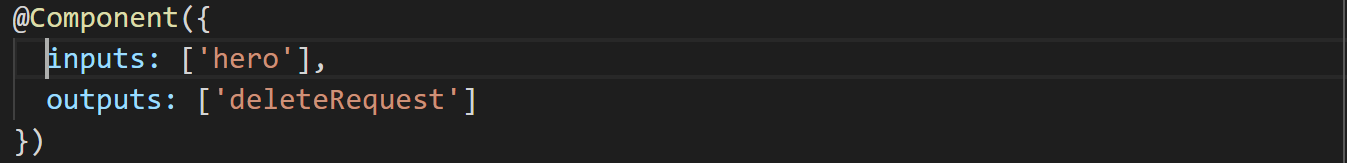 @Component({
inputs: ['hero'],
outputs: ['deleteRequest']
})